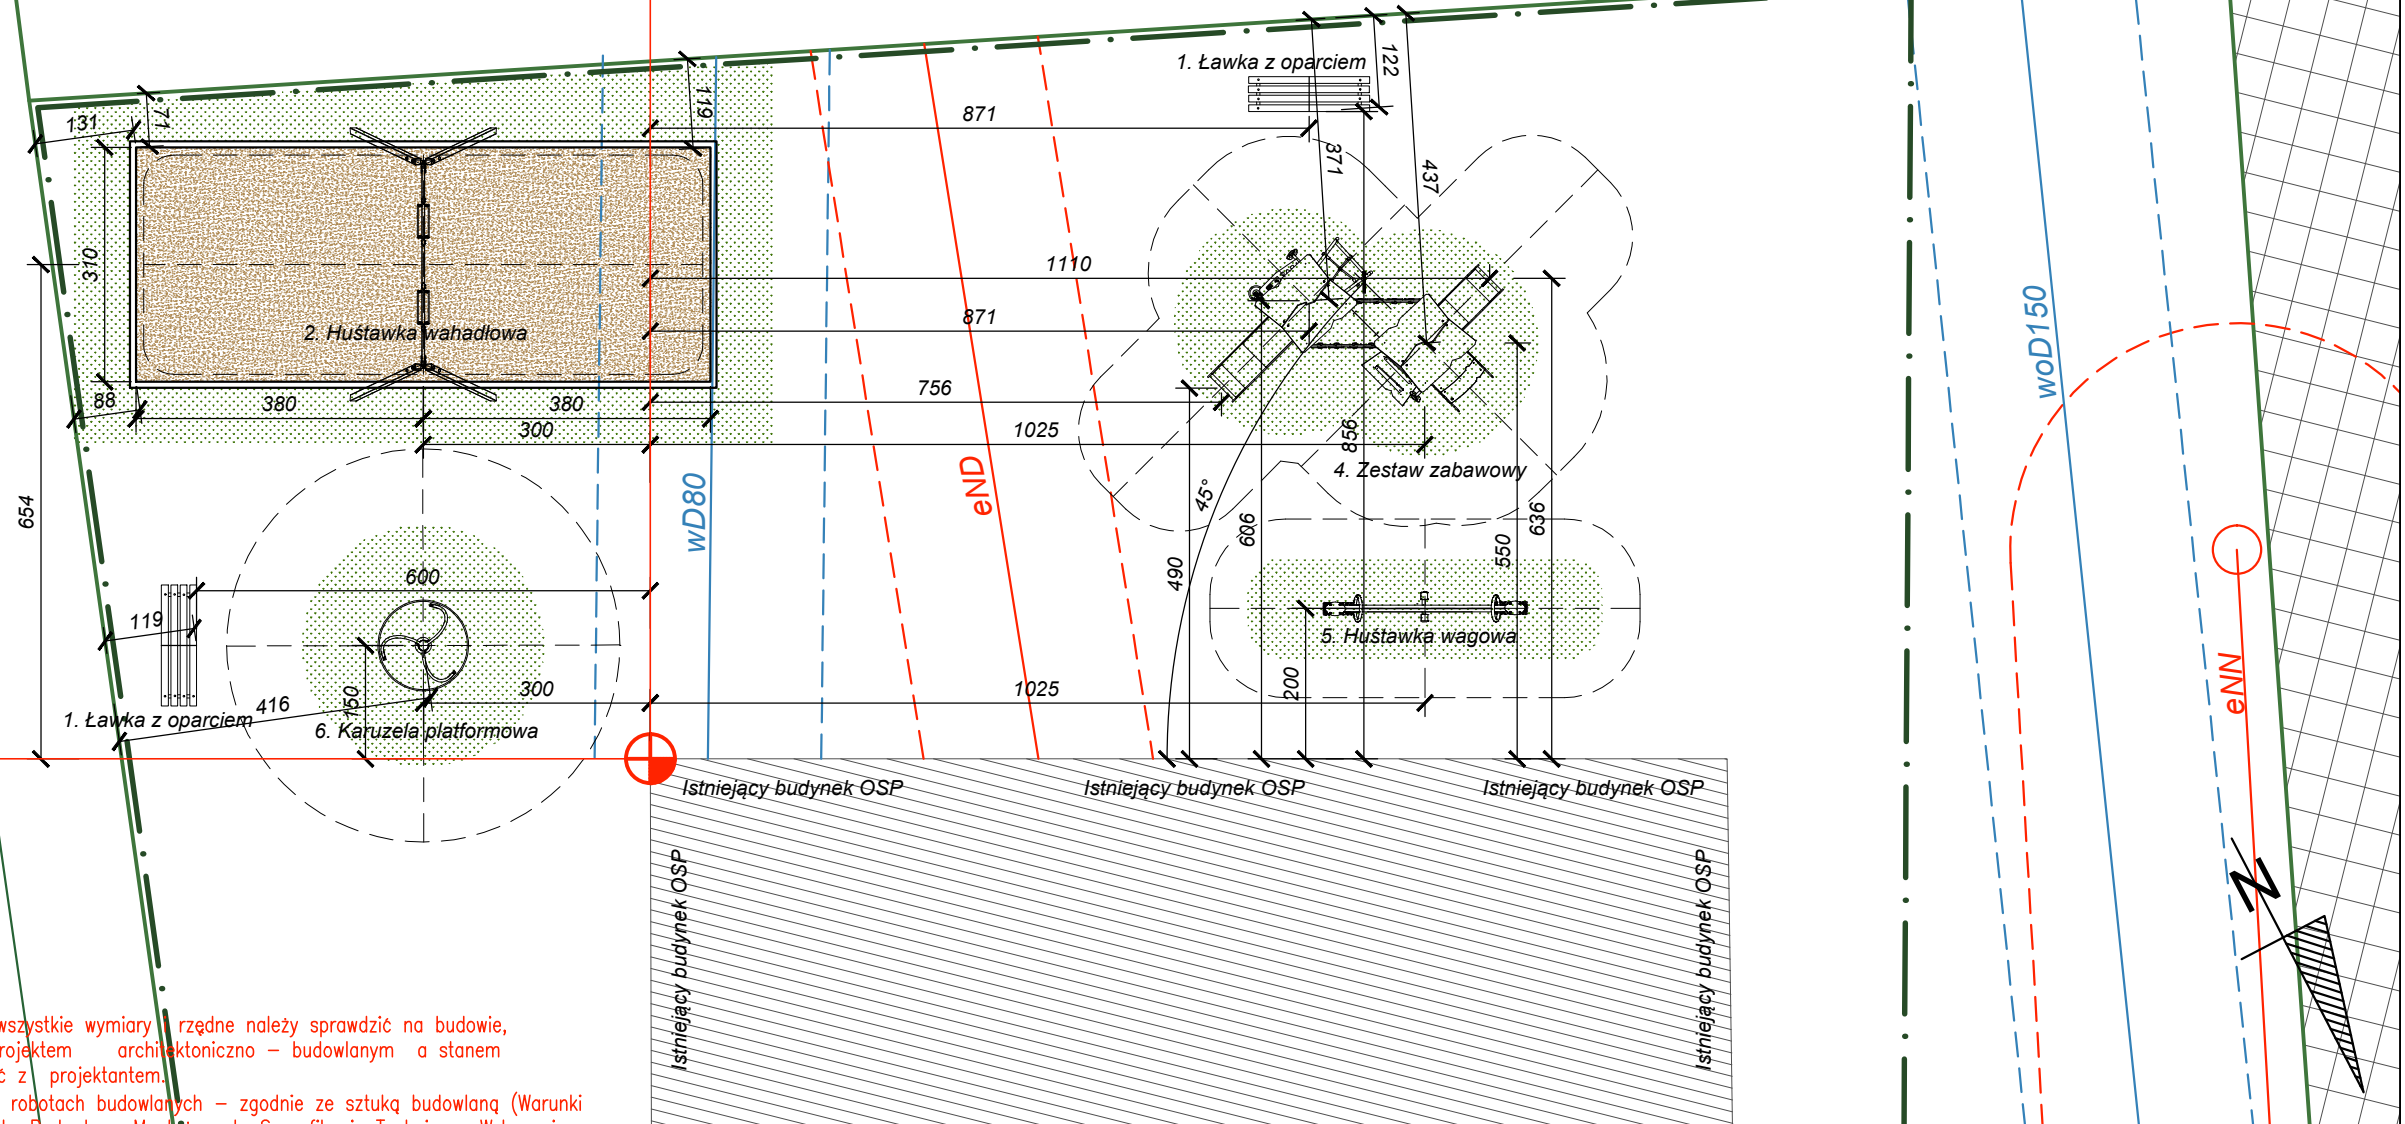 1. Ławka z oparciem
122
131
71
119
871
371
437
310
1110
2. Huśtawka wahadłowa
871
woD150
88
380
380
756
300
1025
856
4. Zestaw zabawowy
654
wD80
eND
45°
606
636
550
490
600
119
5. Huśtawka wagowa
200
eNN
150
300
1025
416
1. Ławka z oparciem
6. Karuzela platformowa
Istniejący budynek OSP
Istniejący budynek OSP
Istniejący budynek OSP
Istniejący budynek OSP
Istniejący budynek OSP
N
wszystkie wymiary i rzędne należy sprawdzić na budowie,
rojektem architektoniczno – budowlanym a stanem
ć z projektantem.
robotach budowlanych – zgodnie ze sztuką budowlaną (Warunki